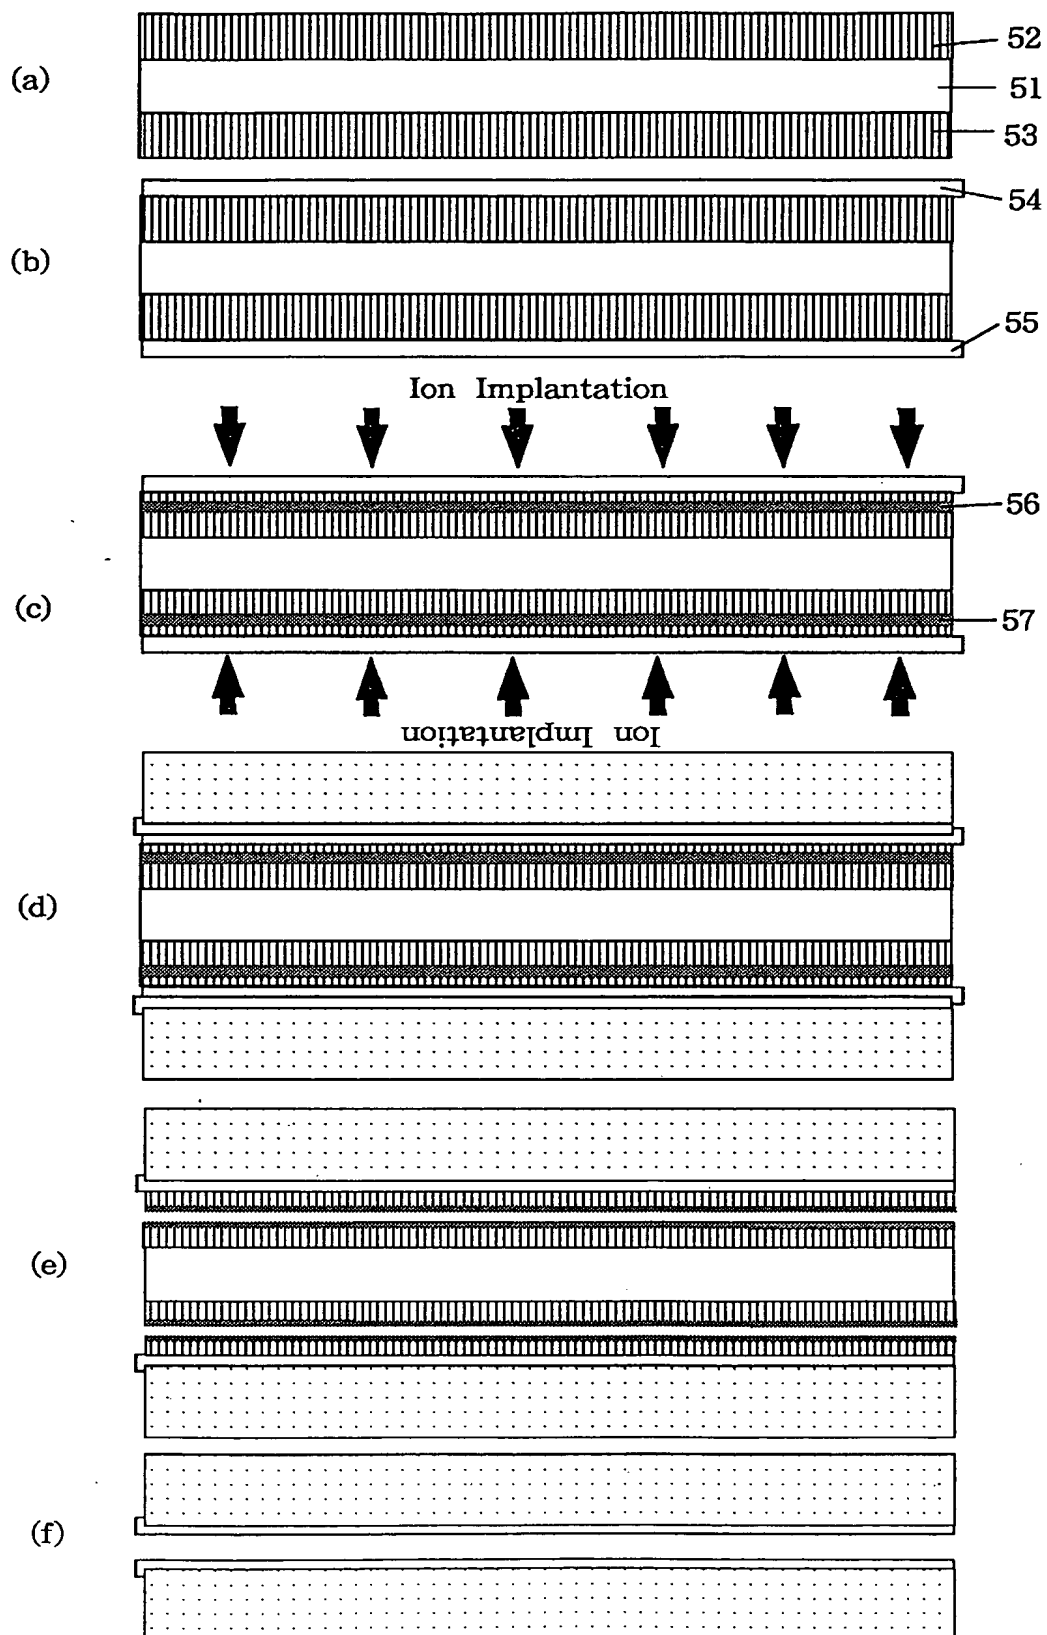 (a)
52
51
53
(b)
54
55
Ion Implantation
(c)
56
57
Ion Implantation
(d)
(e)
(f)